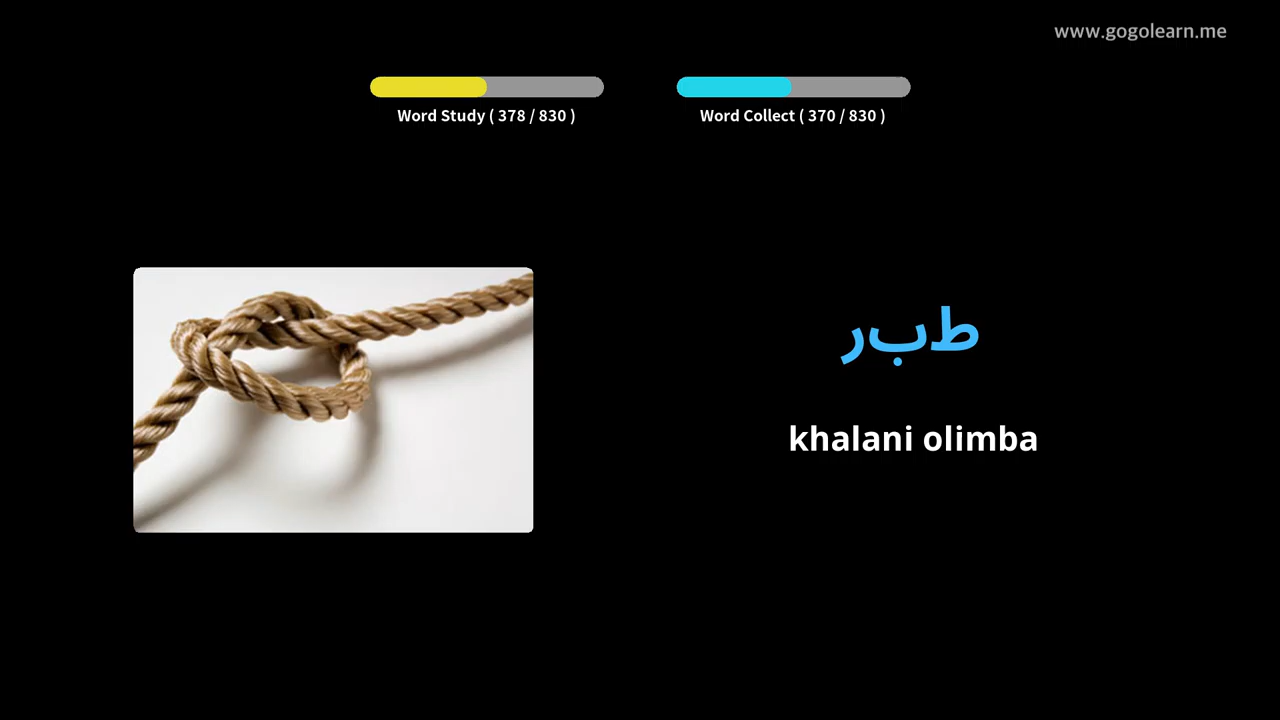 www.gogolearn.me
Word Study ( 378 / 830 )
Word Collect ( 370 / 830 )
طبر
khalani olimba